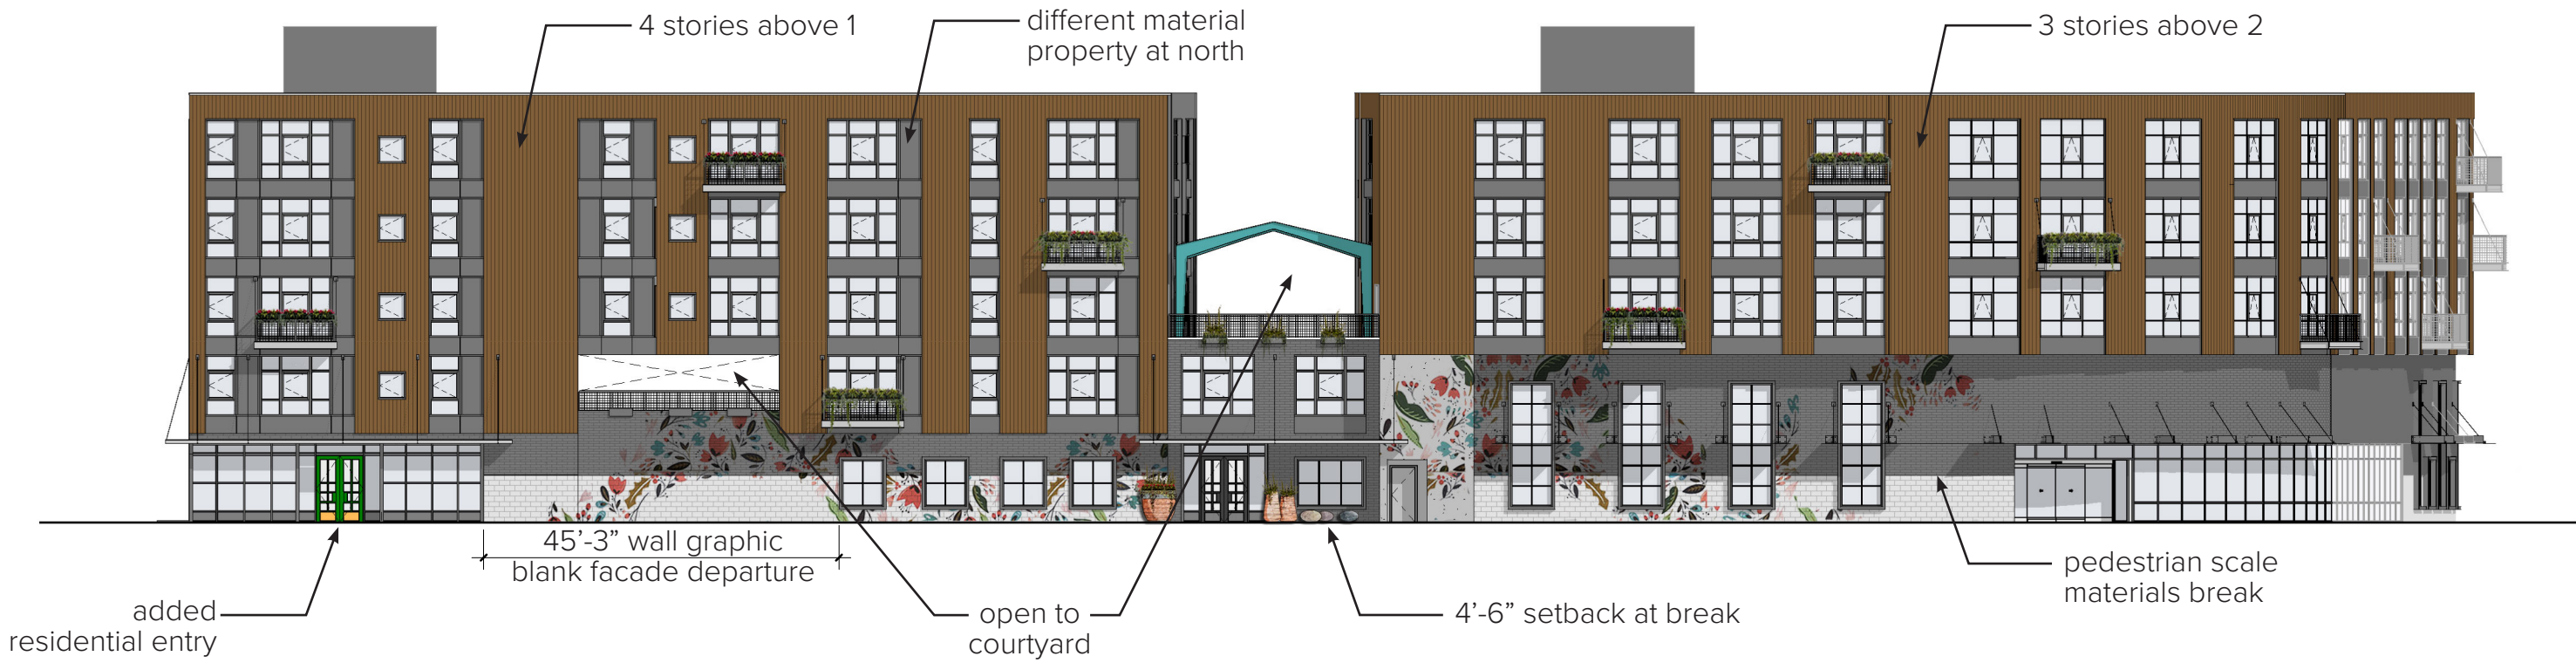 4 stories above 1
different material
property at north
3 stories above 2
45’-3” wall graphic
blank facade departure
added
residential entry
open to
courtyard
4’-6” setback at break
pedestrian scale
materials break